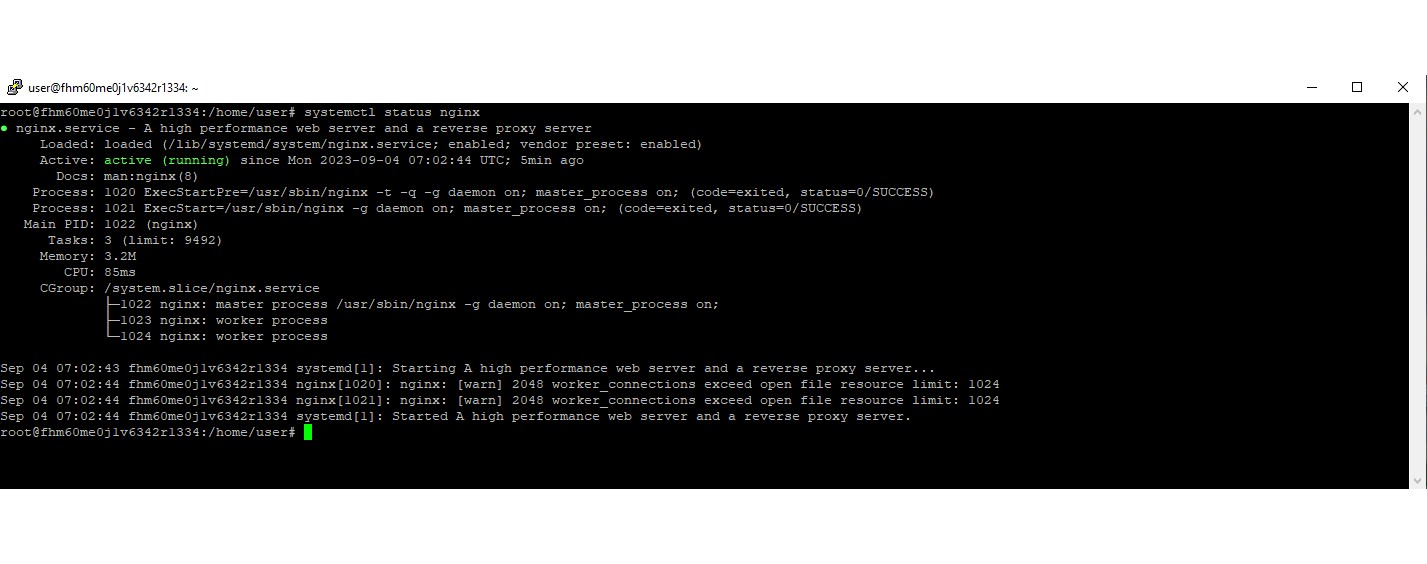 user@fhm60me0j1v6342r1334: ~
root@fhm60me0j1v6342r1334:/home/user# systemctl status nginx
● nginx.service - A high performance web server and a reverse proxy server
     Loaded: loaded (/lib/systemd/system/nginx.service; enabled; vendor preset: enabled)
     Active: active (running) since Mon 2023-09-04 07:02:44 UTC; 5min ago
       Docs: man:nginx(8)
    Process: 1020 ExecStartPre=/usr/sbin/nginx -t -q -g daemon on; master_process on; (code=exited, status=0/SUCCESS)
    Process: 1021 ExecStart=/usr/sbin/nginx -g daemon on; master_process on; (code=exited, status=0/SUCCESS)
   Main PID: 1022 (nginx)
      Tasks: 3 (limit: 9492)
     Memory: 3.2M
        CPU: 85ms
     CGroup: /system.slice/nginx.service
             ├─1022 nginx: master process /usr/sbin/nginx -g daemon on; master_process on;
             ├─1023 nginx: worker process
             └─1024 nginx: worker process
Sep 04 07:02:43 fhm60me0j1v6342r1334 systemd[1]: Starting A high performance web server and a reverse proxy server...
Sep 04 07:02:44 fhm60me0j1v6342r1334 nginx[1020]: nginx: [warn] 2048 worker_connections exceed open file resource limit: 1024
Sep 04 07:02:44 fhm60me0j1v6342r1334 nginx[1021]: nginx: [warn] 2048 worker_connections exceed open file resource limit: 1024
Sep 04 07:02:44 fhm60me0j1v6342r1334 systemd[1]: Started A high performance web server and a reverse proxy server.
root@fhm60me0j1v6342r1334:/home/user#